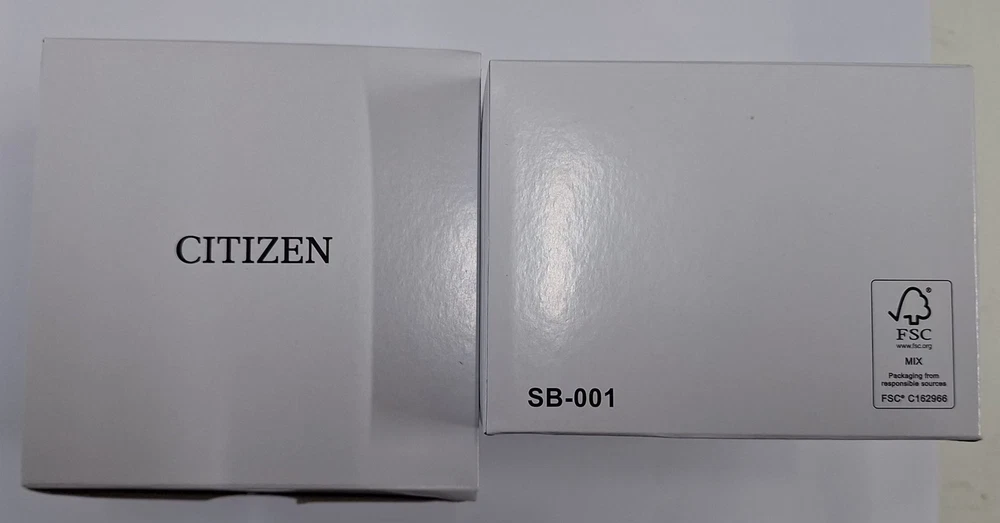 CITIZEN
SB-001
®
FSC
www.fsc.org
MIX
Packaging from
responsible sources
FSC® C162966